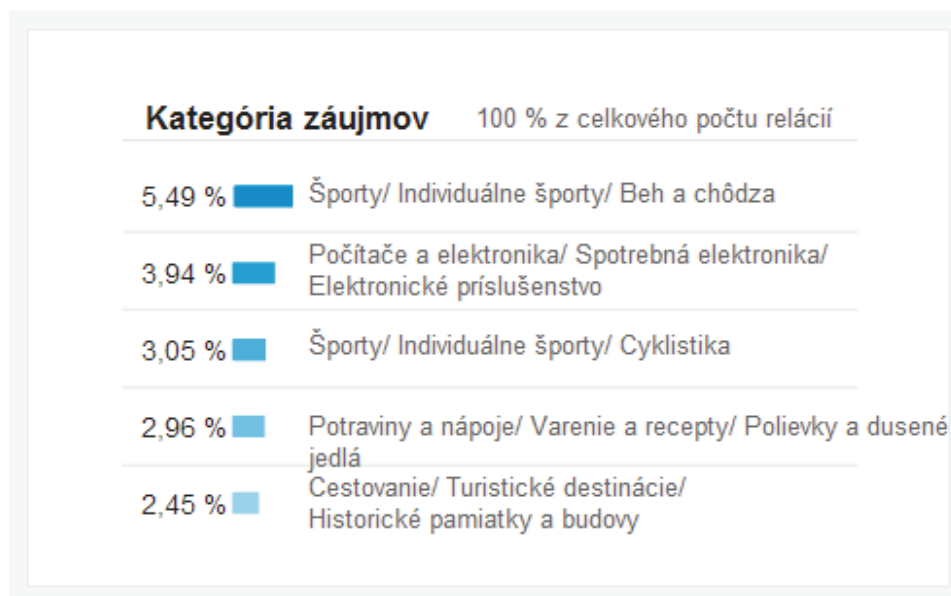 Kategória záujmov 100 % z celkového počtu relácií
5,49 % Športy/ Individuálne športy/ Beh a chôdza
3,94 % Počítače a elektronika/ Spotrebná elektronika/
Elektronické príslušenstvo
3,05 % Športy/ Individuálne športy/ Cyklistika
2,96 % Potraviny a nápoje/ Varenie a recepty/ Polievky a dusené
jedlá
2,45 % Cestovanie/ Turistické destinácie/
Historické pamiatky a budovy